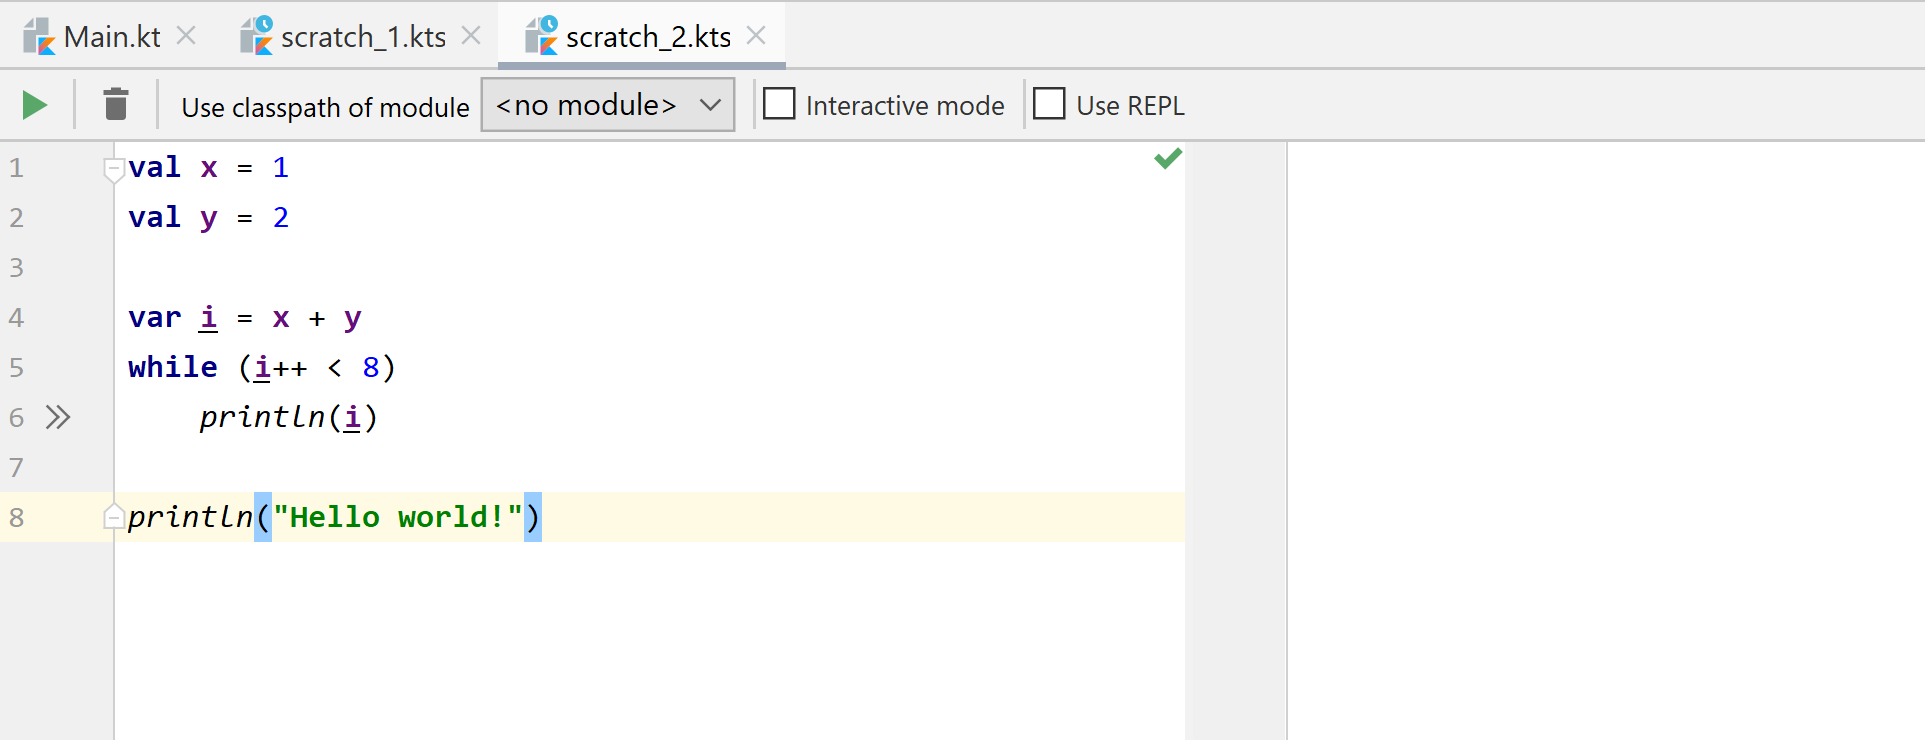 Main.kt scratch_1.kts scratch_2.kts
Use classpath of module <no module> Interactive mode Use REPL
1 val x = 1
2 val y = 2
3
4 var i = x + y
5 while (i++ < 8)
6     println(i)
7
8 println("Hello world!")